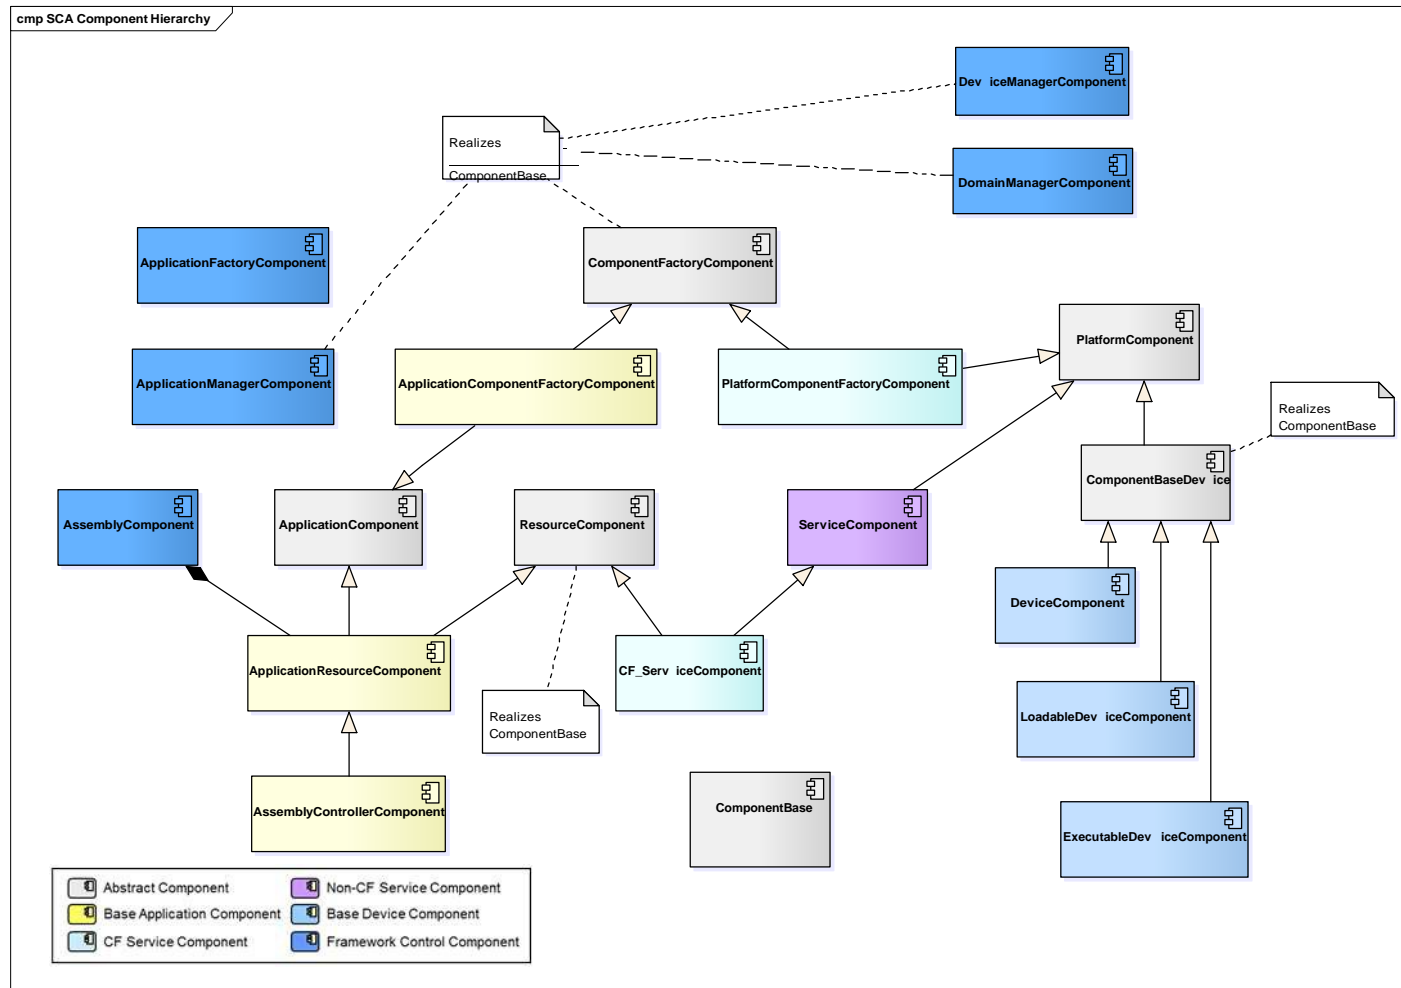 cmp SCA Component Hierarchy
Dev iceManagerComponent
Realizes
ComponentBase
DomainManagerComponent
ApplicationFactoryComponent
ComponentFactoryComponent
PlatformComponent
ApplicationManagerComponent
ApplicationComponentFactoryComponent
PlatformComponentFactoryComponent
Realizes
ComponentBase
ComponentBaseDev ice
AssemblyComponent
ApplicationComponent
ResourceComponent
ServiceComponent
DeviceComponent
ApplicationResourceComponent
CF_Serv iceComponent
LoadableDev iceComponent
Realizes
ComponentBase
AssemblyControllerComponent
ComponentBase
ExecutableDev iceComponent
Abstract Component
Non-CF Service Component
Base Application Component
Base Device Component
CF Service Component
Framework Control Component